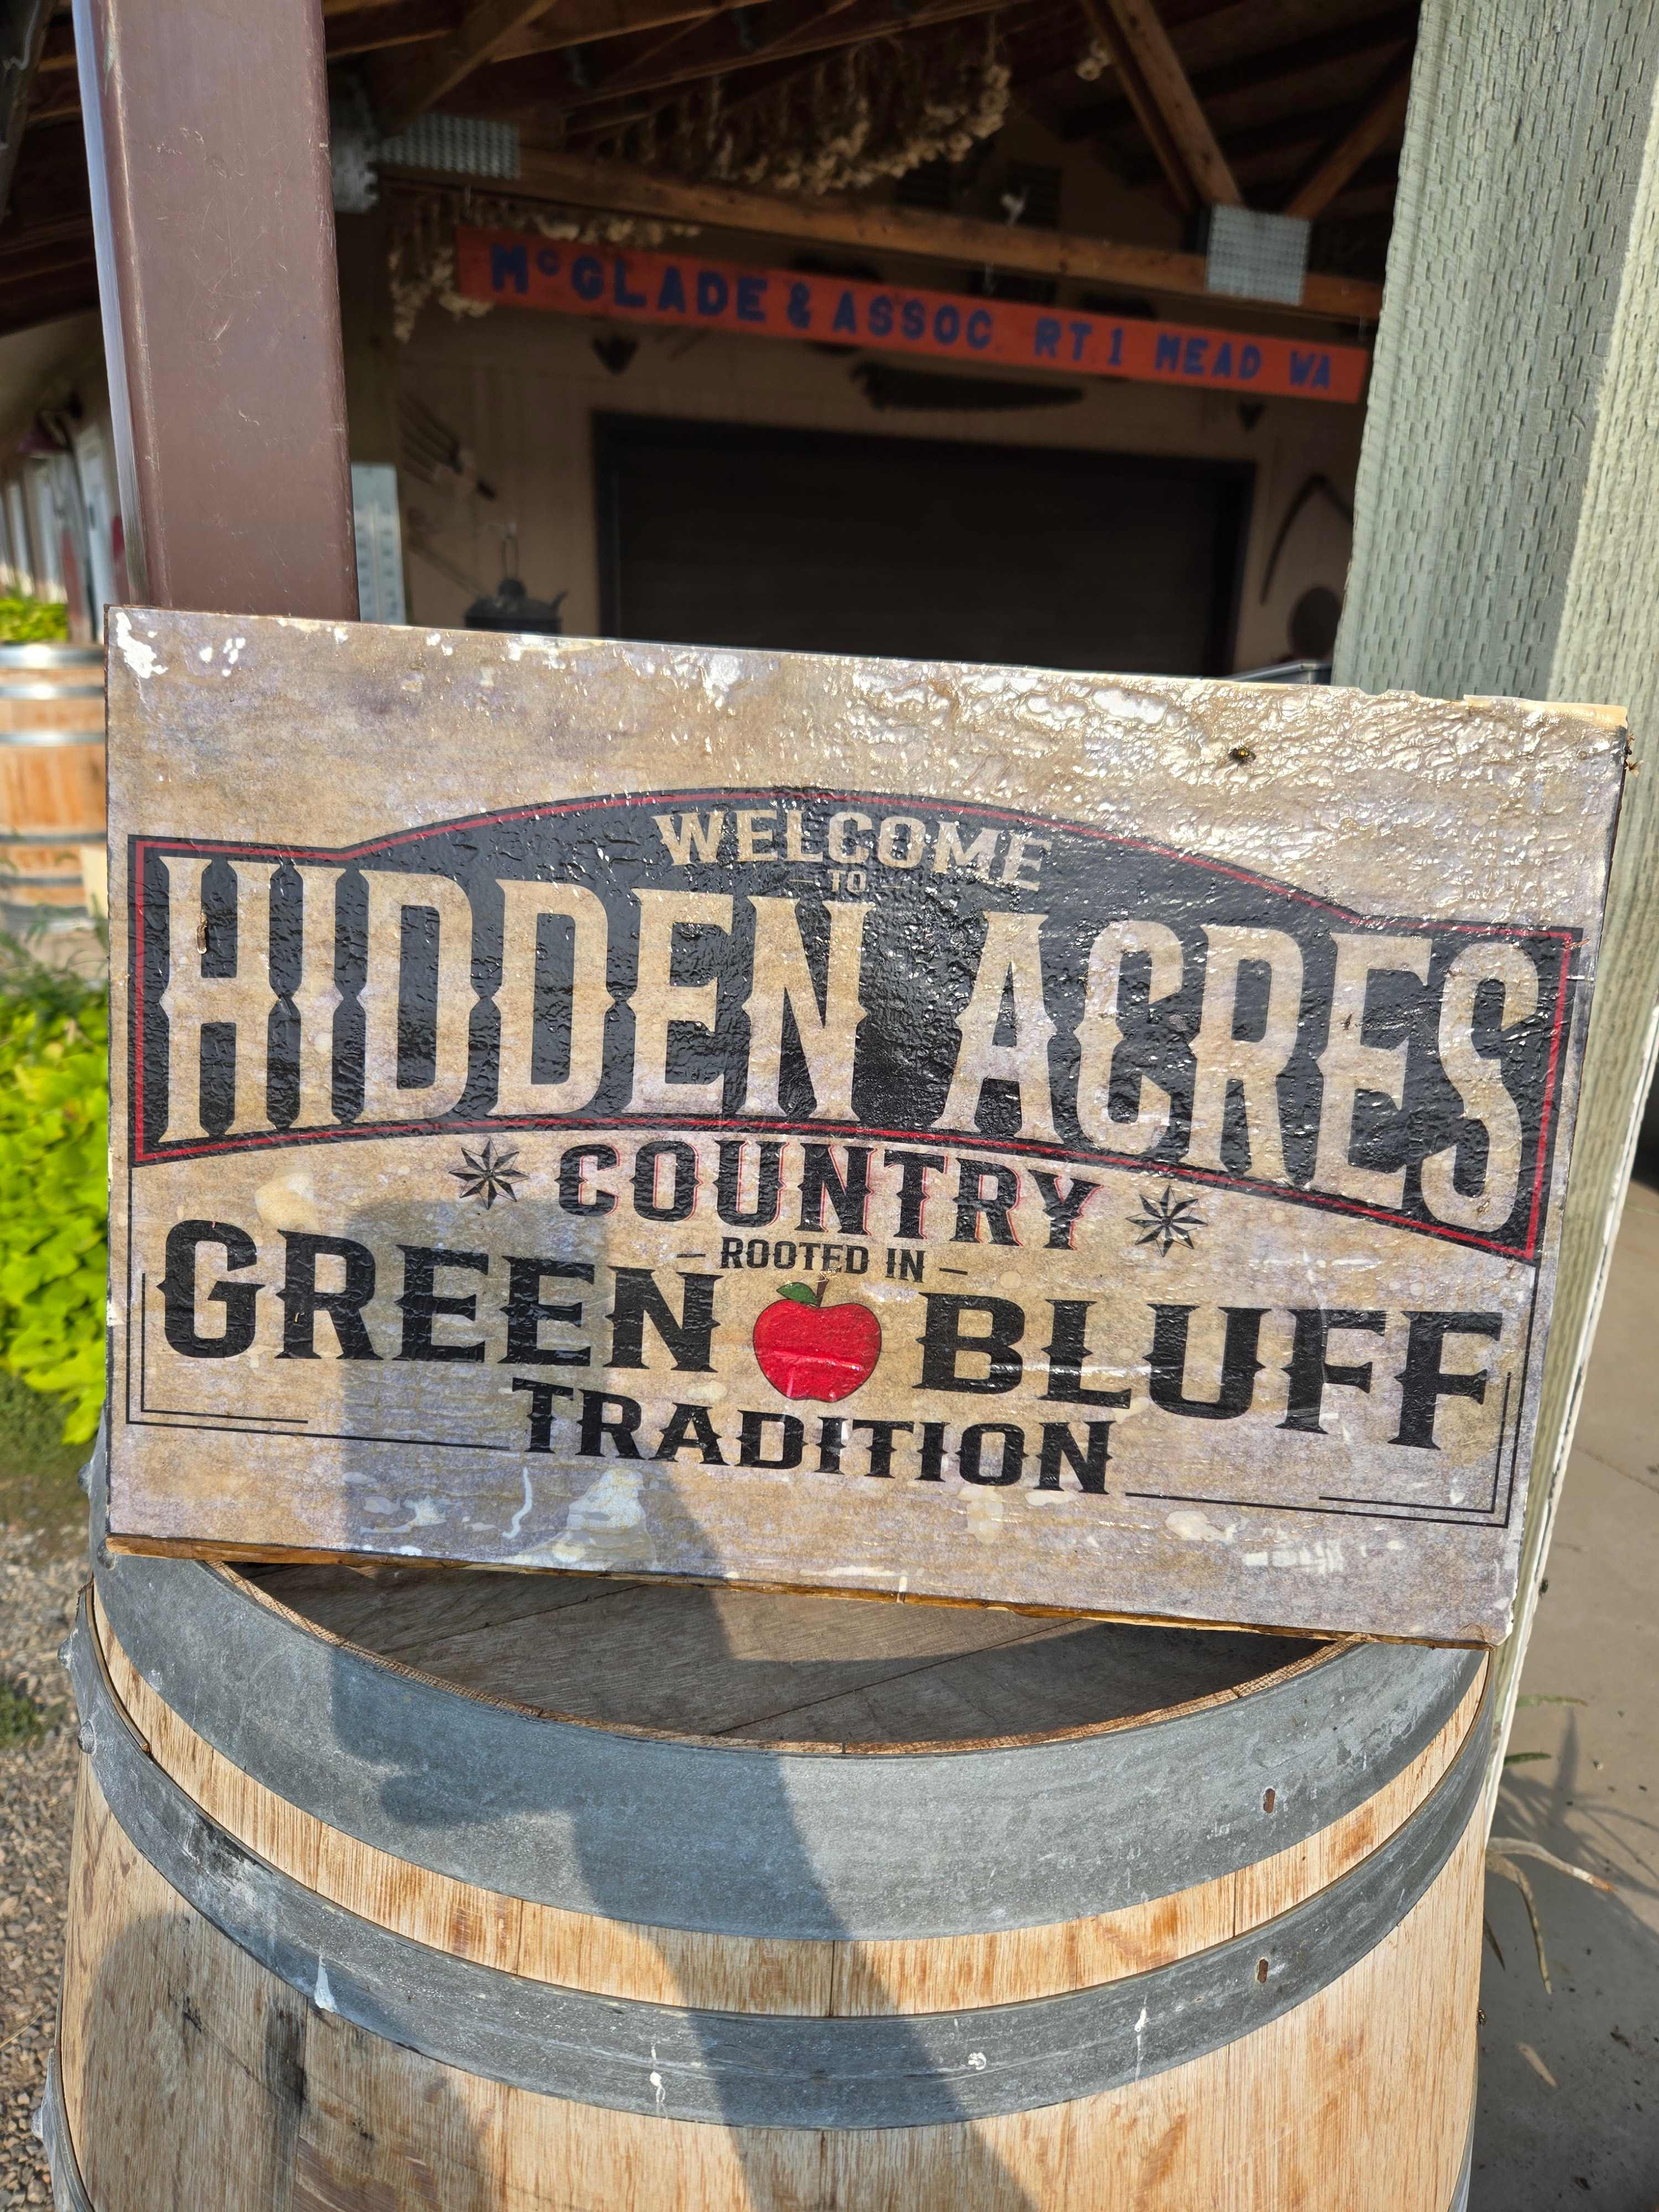 McGLADE & ASSOC. RT. 1 MEAD WA
WELCOME
- TO -
HIDDEN ACRES
COUNTRY
- ROOTED IN -
GREEN BLUFF
TRADITION